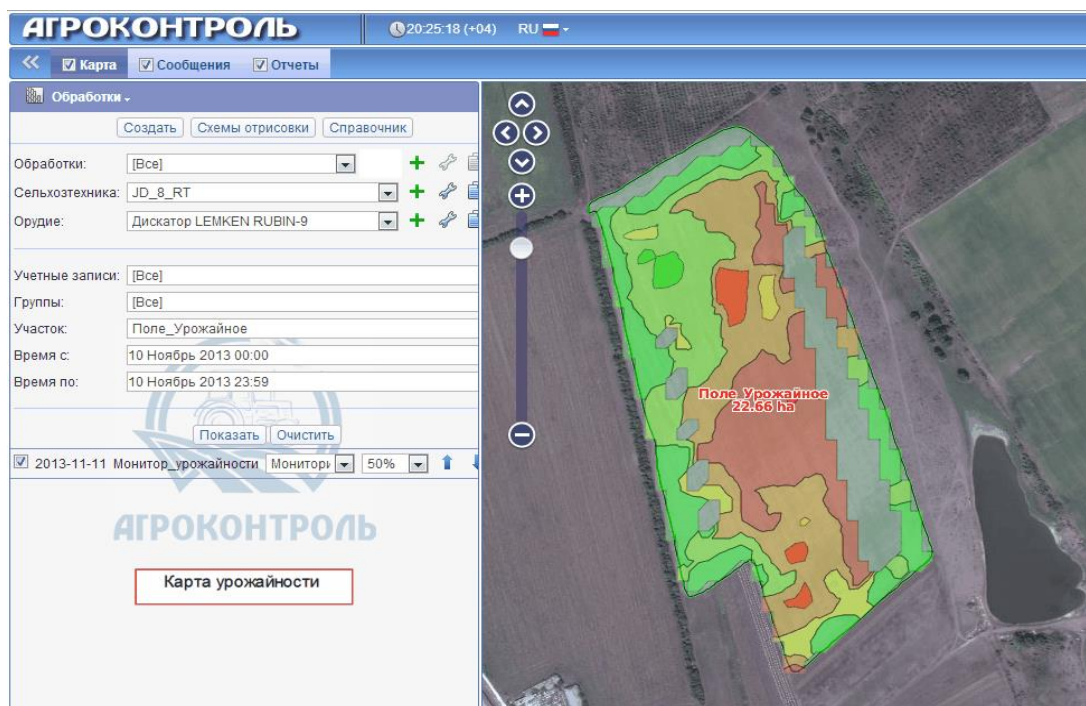 АГРОКОНТРОЛЬ
20:25:18 (+04) RU
Карта Сообщения Отчеты
Обработки
Создать Схемы отрисовки Справочник
Обработки: [Все]
Сельхозтехника: JD_8_RT
Орудие: Дискатор LEMKEN RUBIN-9
Учетные записи: [Все]
Группы: [Все]
Участок: Поле_Урожайное
Время с: 10 Ноябрь 2013 00:00
Время по: 10 Ноябрь 2013 23:59
Показать Очистить
2013-11-11 Монитор_урожайности Монитори 50%
АГРОКОНТРОЛЬ
Карта урожайности
Поле_Урожайное
22.66 ha